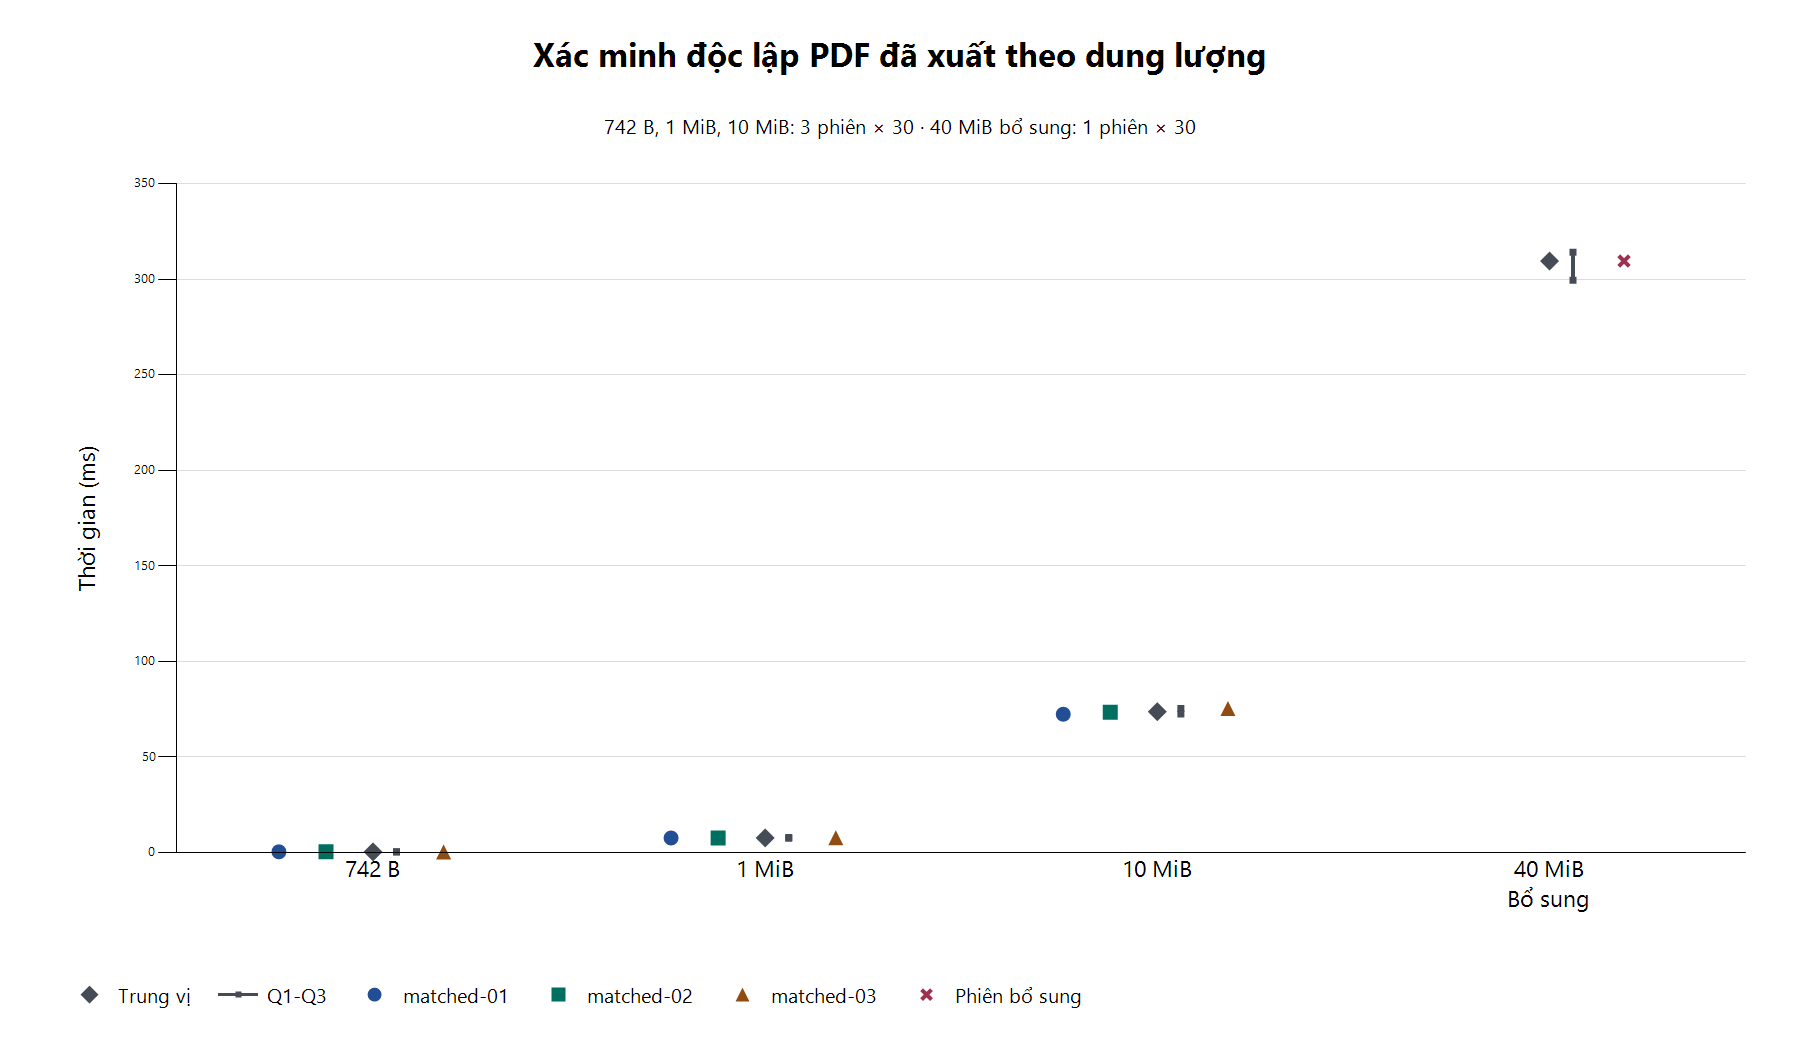 Xác minh độc lập PDF đã xuất theo dung lượng
742 B, 1 MiB, 10 MiB: 3 phiên × 30 · 40 MiB bổ sung: 1 phiên × 30
350
300
250
200
150
100
50
0
Thời gian (ms)
742 B
1 MiB
10 MiB
40 MiB
Bổ sung
Trung vị
Q1-Q3
matched-01
matched-02
matched-03
Phiên bổ sung